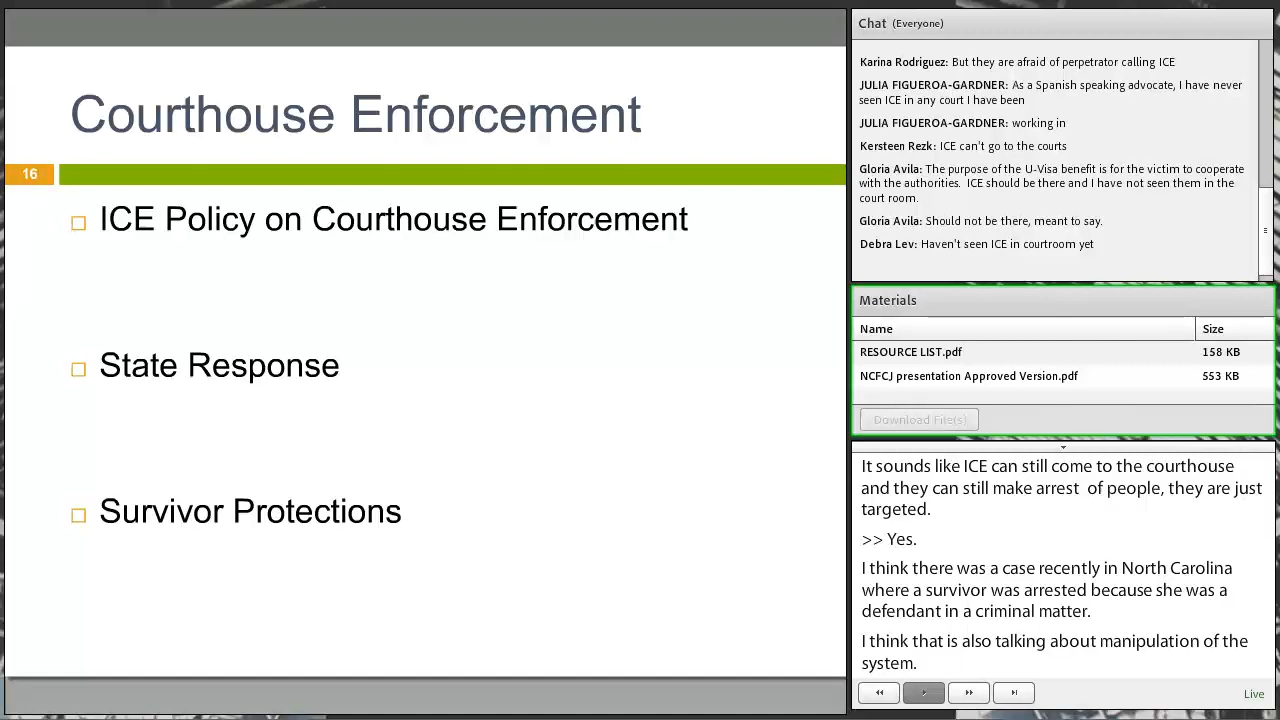 Courthouse Enforcement
16
ICE Policy on Courthouse Enforcement
State Response
Survivor Protections
Chat (Everyone)
Karina Rodriguez: But they are afraid of perpetrator calling ICE
JULIA FIGUEROA-GARDNER: As a Spanish speaking advocate, I have never
seen ICE in any court I have been
JULIA FIGUEROA-GARDNER: working in
Kersteen Rezk: ICE can't go to the courts
Gloria Avila: The purpose of the U-Visa benefit is for the victim to cooperate
with the authorities. ICE should be there and I have not seen them in the
court room.
Gloria Avila: Should not be there, meant to say.
Debra Lev: Haven't seen ICE in courtroom yet
Materials
Name Size
RESOURCE LIST.pdf 158 KB
NCFCJ presentation Approved Version.pdf 553 KB
Download File(s)
It sounds like ICE can still come to the courthouse
and they can still make arrest of people, they are just
targeted.
>> Yes.
I think there was a case recently in North Carolina
where a survivor was arrested because she was a
defendant in a criminal matter.
I think that is also talking about manipulation of the
system.
Live